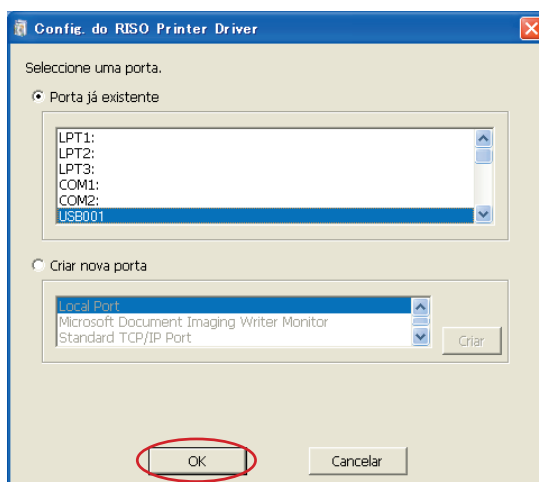 Config. do RISO Printer Driver
Seleccione uma porta.
Porta já existente
LPT1:
LPT2:
LPT3:
COM1:
COM2:
USB001
Criar nova porta
Local Port
Microsoft Document Imaging Writer Monitor
Standard TCP/IP Port
Criar
OK
Cancelar